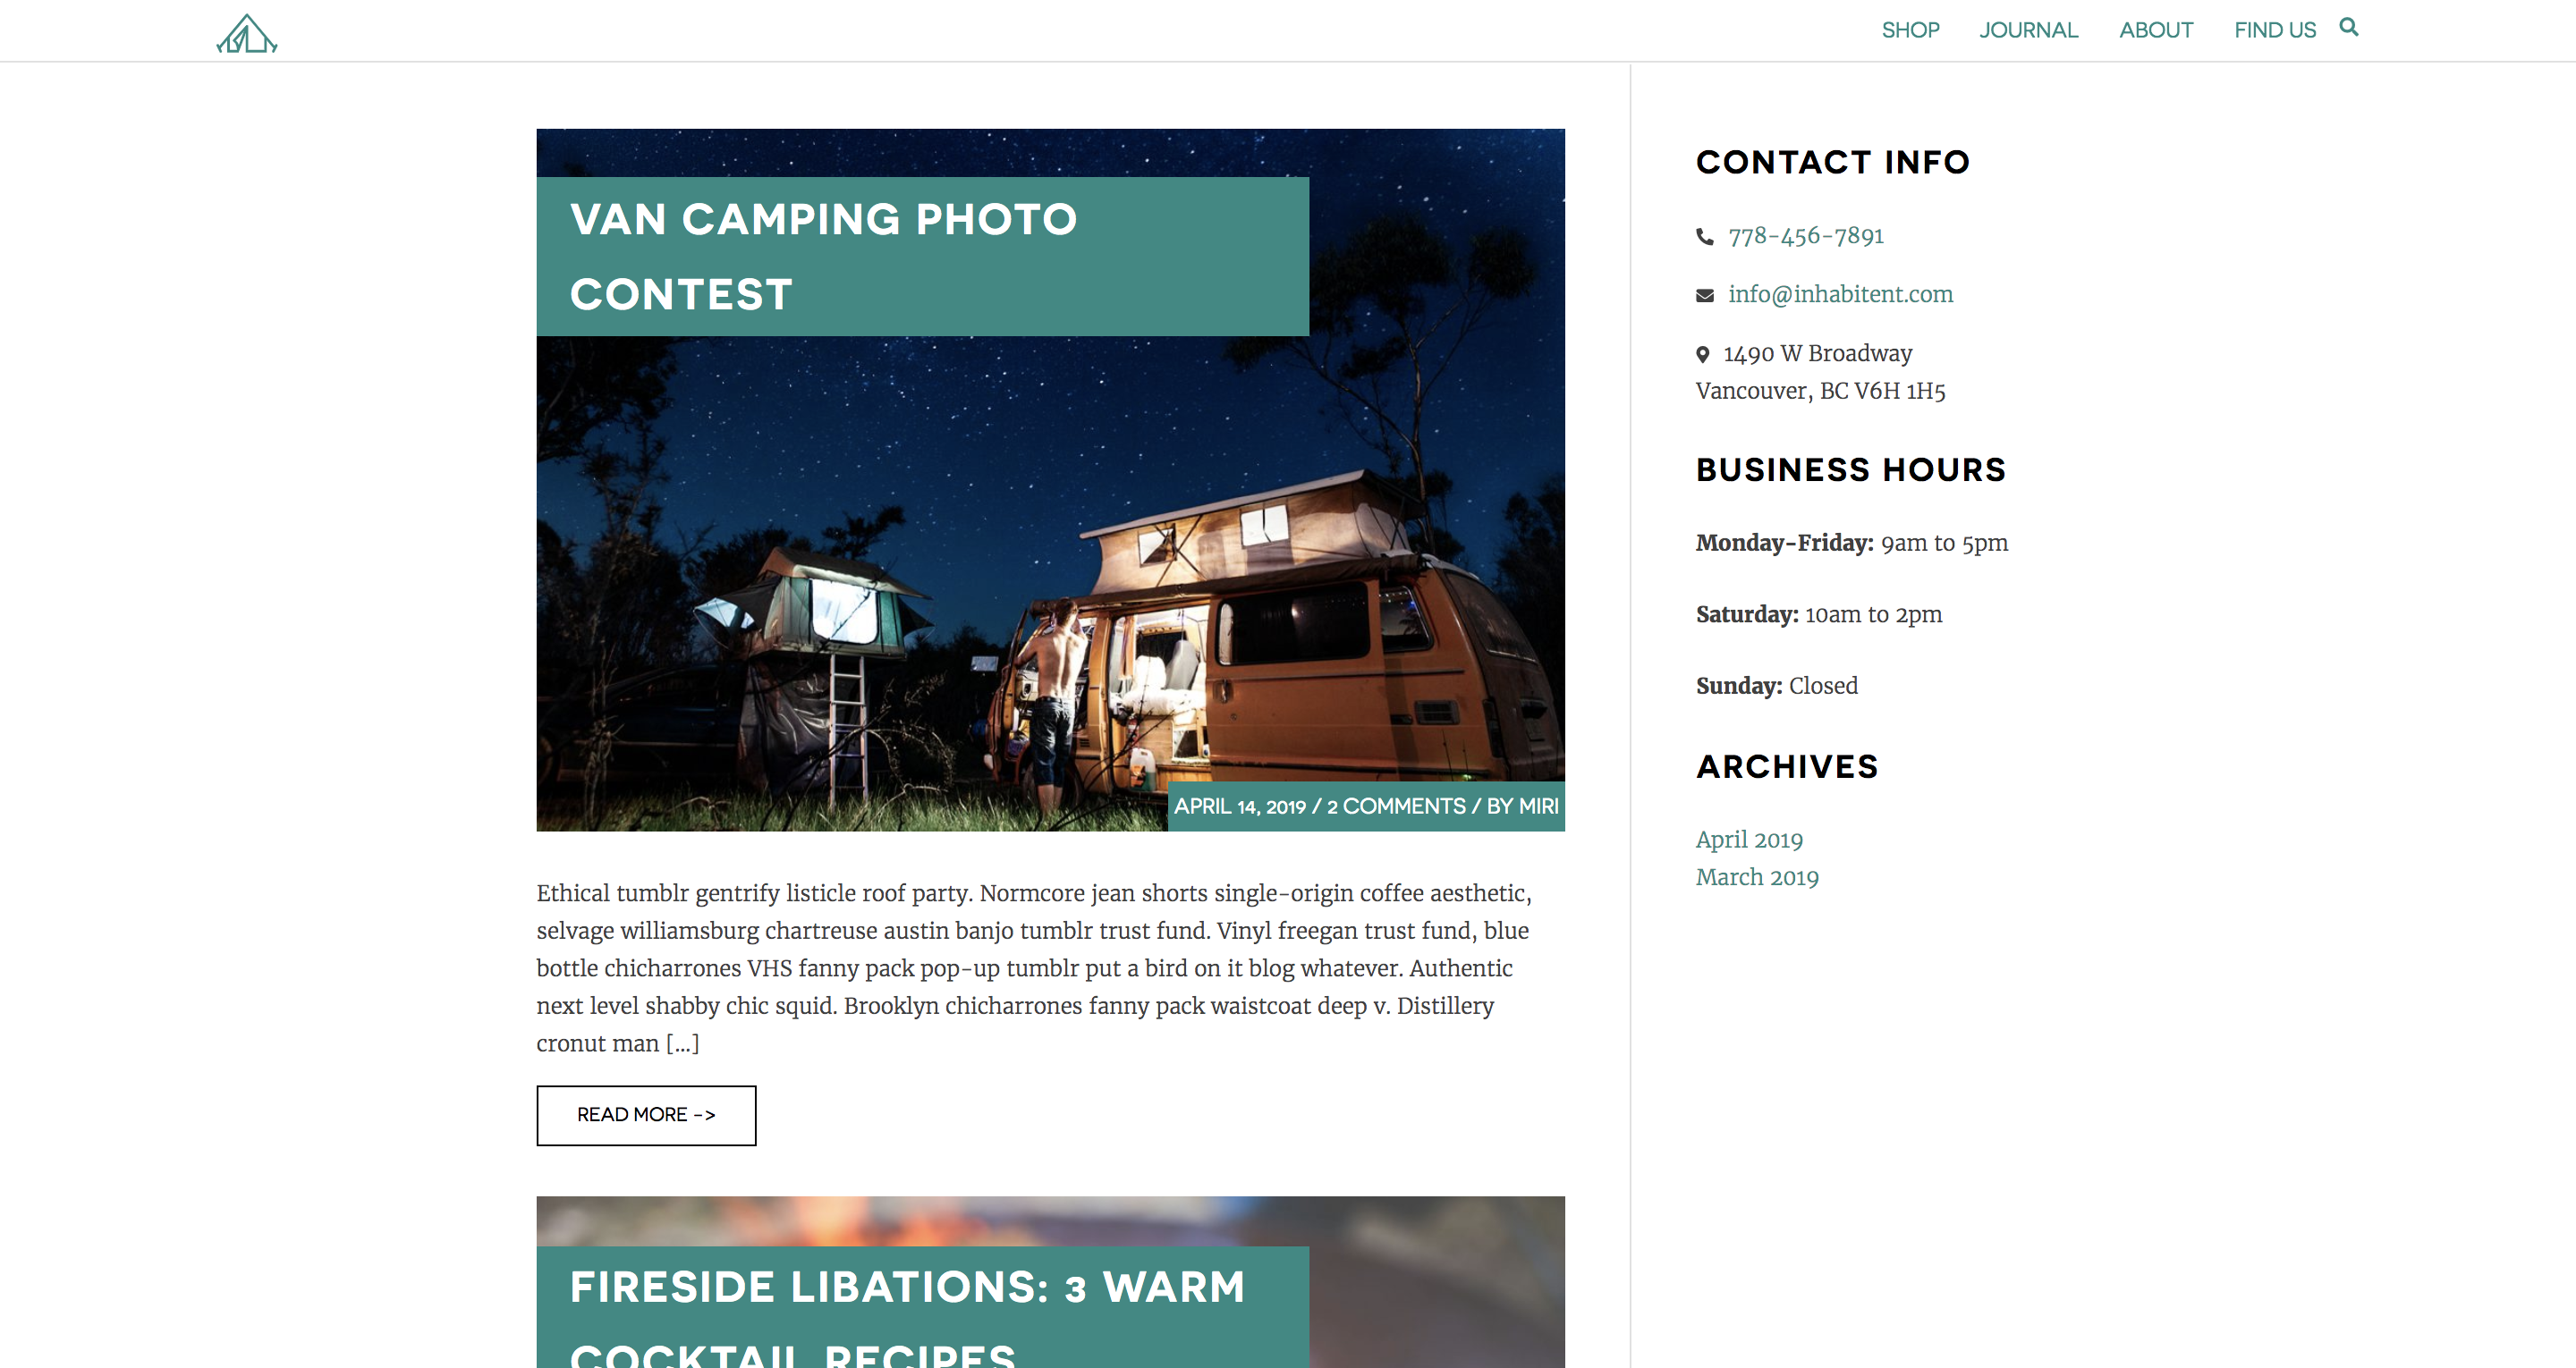 SHOP JOURNAL ABOUT FIND US
VAN CAMPING PHOTO
CONTEST
APRIL 14, 2019 / 2 COMMENTS / BY MIRI
Ethical tumblr gentrify listicle roof party. Normcore jean shorts single-origin coffee aesthetic,
selvage williamsburg chartreuse austin banjo tumblr trust fund. Vinyl freegan trust fund, blue
bottle chicharrones VHS fanny pack pop-up tumblr put a bird on it blog whatever. Authentic
next level shabby chic squid. Brooklyn chicharrones fanny pack waistcoat deep v. Distillery
cronut man [...]
READ MORE ->
FIRESIDE LIBATIONS: 3 WARM
COCKTAIL RECIPES
CONTACT INFO
778-456-7891
info@inhabitent.com
1490 W Broadway
Vancouver, BC V6H 1H5
BUSINESS HOURS
Monday-Friday: 9am to 5pm
Saturday: 10am to 2pm
Sunday: Closed
ARCHIVES
April 2019
March 2019